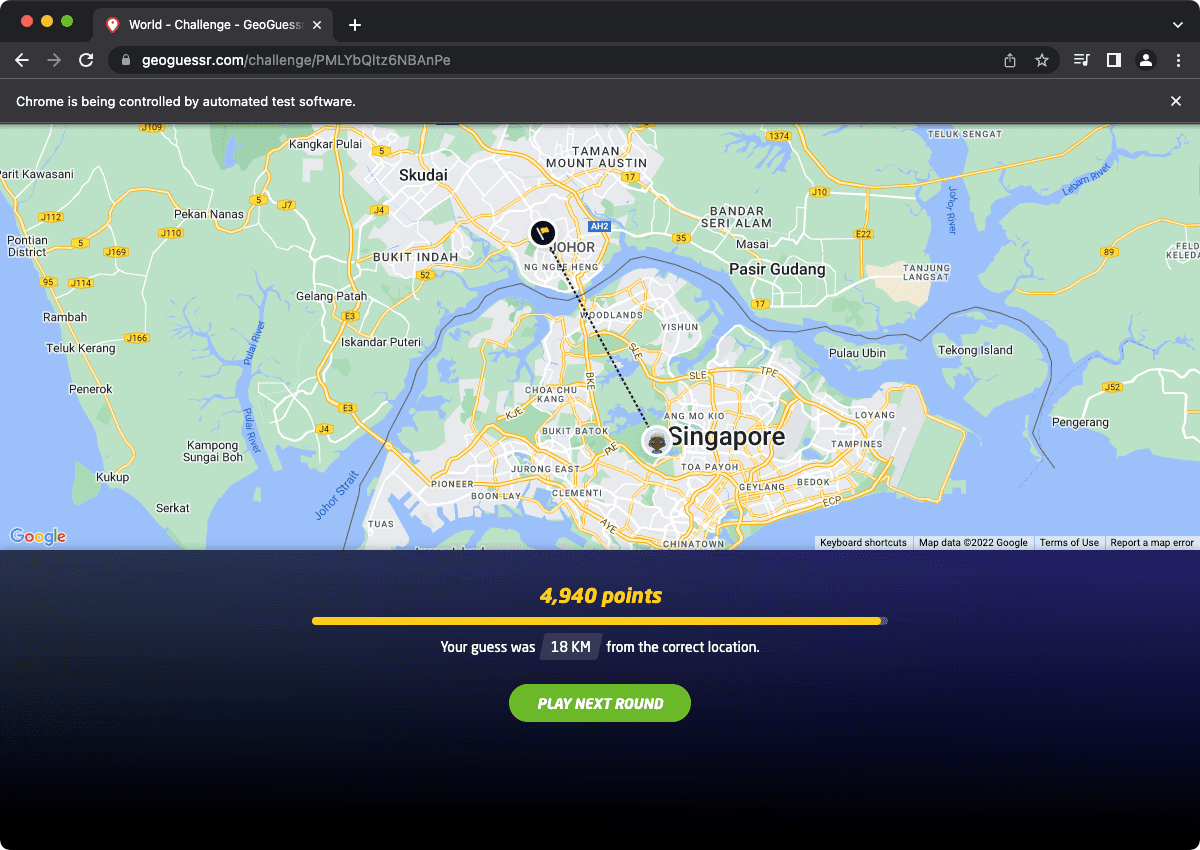 World - Challenge - GeoGuess
geoguessr.com/challenge/PMLYbQltz6NBAnPe
Chrome is being controlled by automated test software.
J109
Kangkar Pulai
5
TAMAN
MOUNT AUSTIN
1374
TELUK SENGAT
Parit Kawasani
Skudai
17
J10
Lebam River
5
J7
J4
Johor River
J112
Pekan Nanas
BANDAR
SERI ALAM
J110
AH2
35
E22
Pontian
District
5
J169
BUKIT INDAH
JOHOR
Masai
89
FELD
KELEDA
52
NG NGEE HENG
Pasir Gudang
TANJUNG
LANGSAT
95
J114
Gelang Patah
17
Rambah
E3
WOODLANDS
YISHUN
J166
Teluk Kerang
Pulai River
Iskandar Puteri
SLE
Pulau Ubin
Tekong Island
Penerok
BKE
SLE
TPE
J52
CHOA CHU
KANG
E3
KJE
ANG MO KIO
LOYANG
Pengerang
J4
Pulai River
BUKIT BATOK
Singapore
TAMPINES
Kampong
Sungai Boh
PIE
JURONG EAST
TOA PAYOH
Kukup
Johor Strait
PIONEER
BOON LAY
CLEMENTI
GEYLANG
BEDOK
ECP
Serkat
TUAS
AYE
Google
CHINATOWN
Keyboard shortcuts
Map data ©2022 Google
Terms of Use
Report a map error
4,940 points
Your guess was 18 KM from the correct location.
PLAY NEXT ROUND